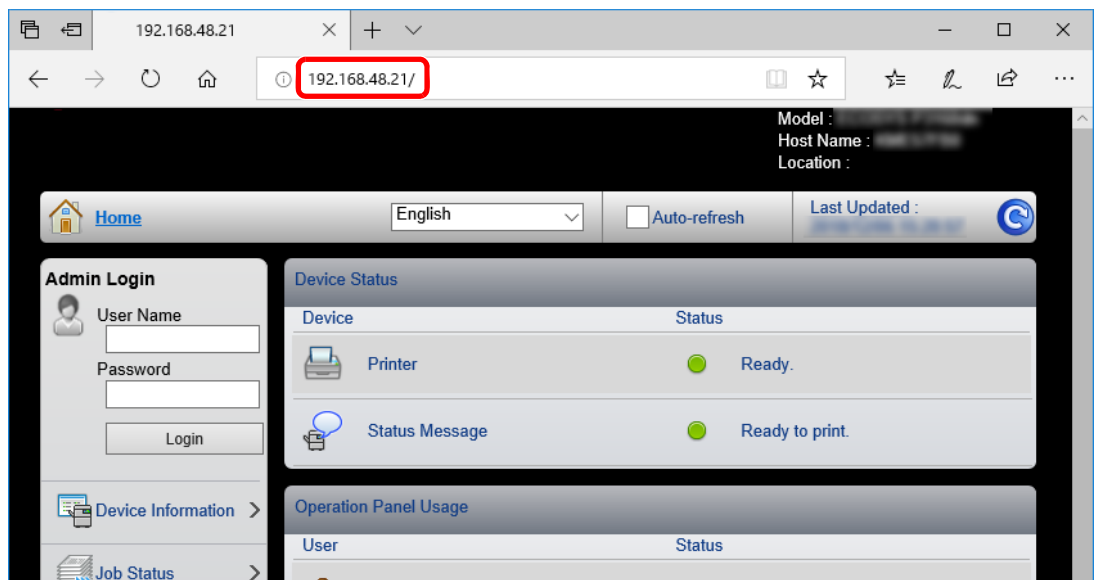 192.168.48.21
192.168.48.21/
Model :
Host Name :
Location :
Home
English
Auto-refresh
Last Updated :
Admin Login
User Name
Password
Login
Device Information
Job Status
Device Status
Device Status
Printer Ready.
Status Message Ready to print.
Operation Panel Usage
User Status